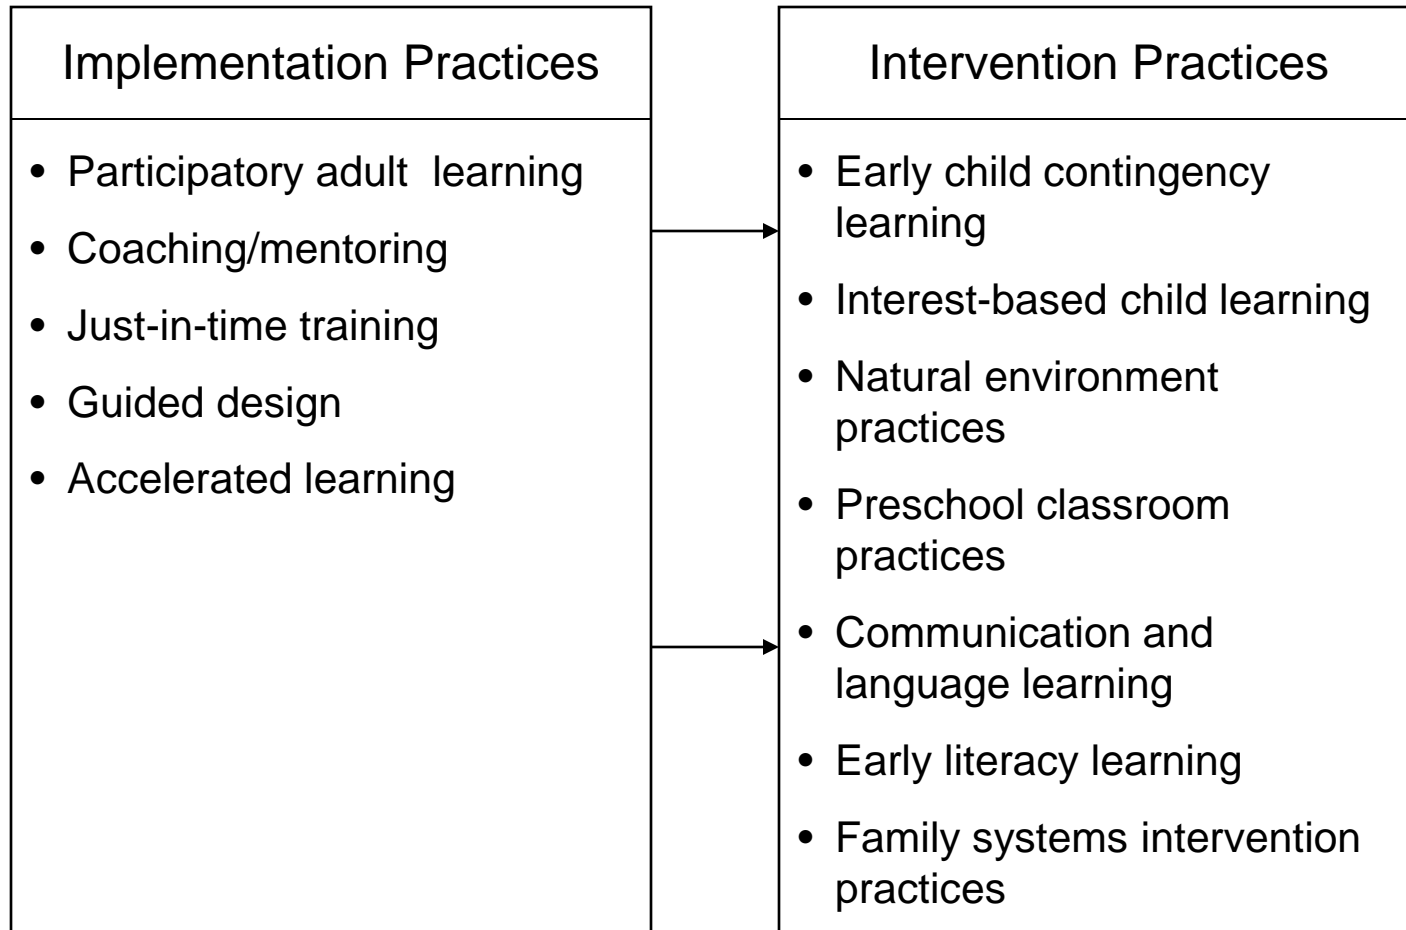 Implementation Practices
• Participatory adult  learning
• Coaching/mentoring
• Just-in-time training
• Guided design
• Accelerated learning
Intervention Practices
• Early child contingency
learning
• Interest-based child learning
• Natural environment
practices
• Preschool classroom
practices
• Communication and
language learning
• Early literacy learning
• Family systems intervention
practices